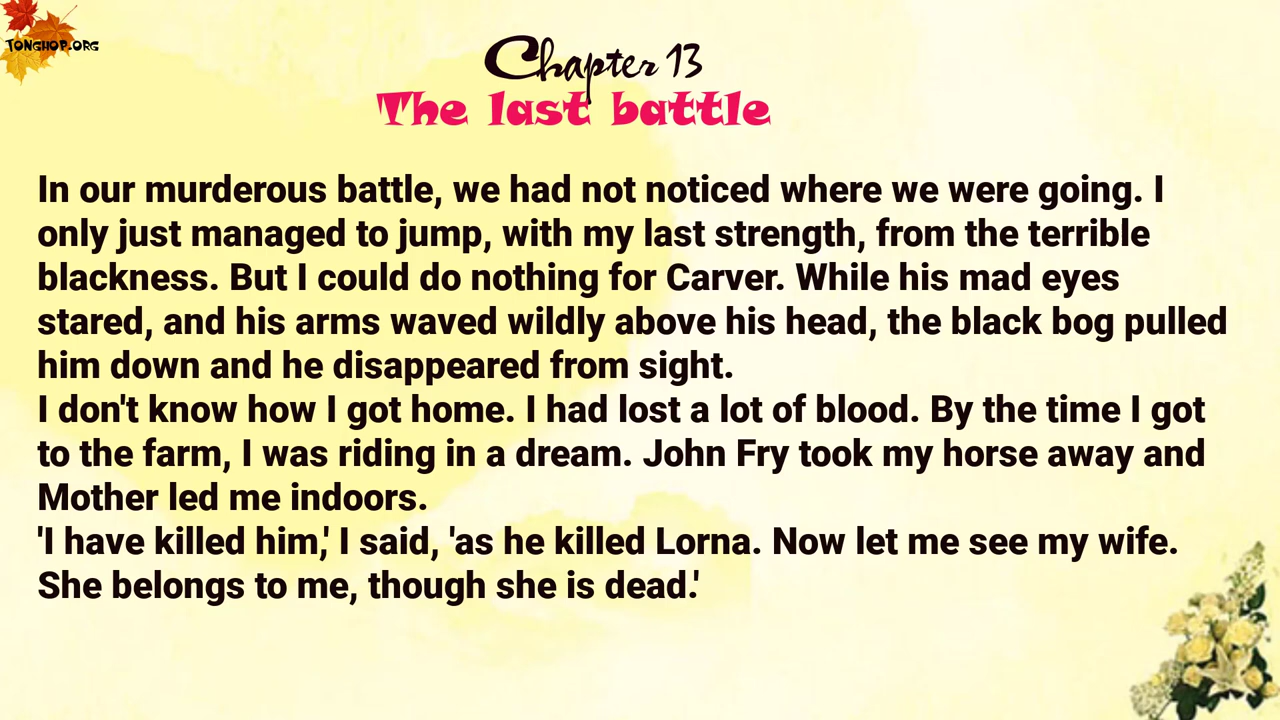 TONGHOP.ORG
Chapter 13
The last battle
In our murderous battle, we had not noticed where we were going. I
only just managed to jump, with my last strength, from the terrible
blackness. But I could do nothing for Carver. While his mad eyes
stared, and his arms waved wildly above his head, the black bog pulled
him down and he disappeared from sight.
I don't know how I got home. I had lost a lot of blood. By the time I got
to the farm, I was riding in a dream. John Fry took my horse away and
Mother led me indoors.
'I have killed him,' I said, 'as he killed Lorna. Now let me see my wife.
She belongs to me, though she is dead.'